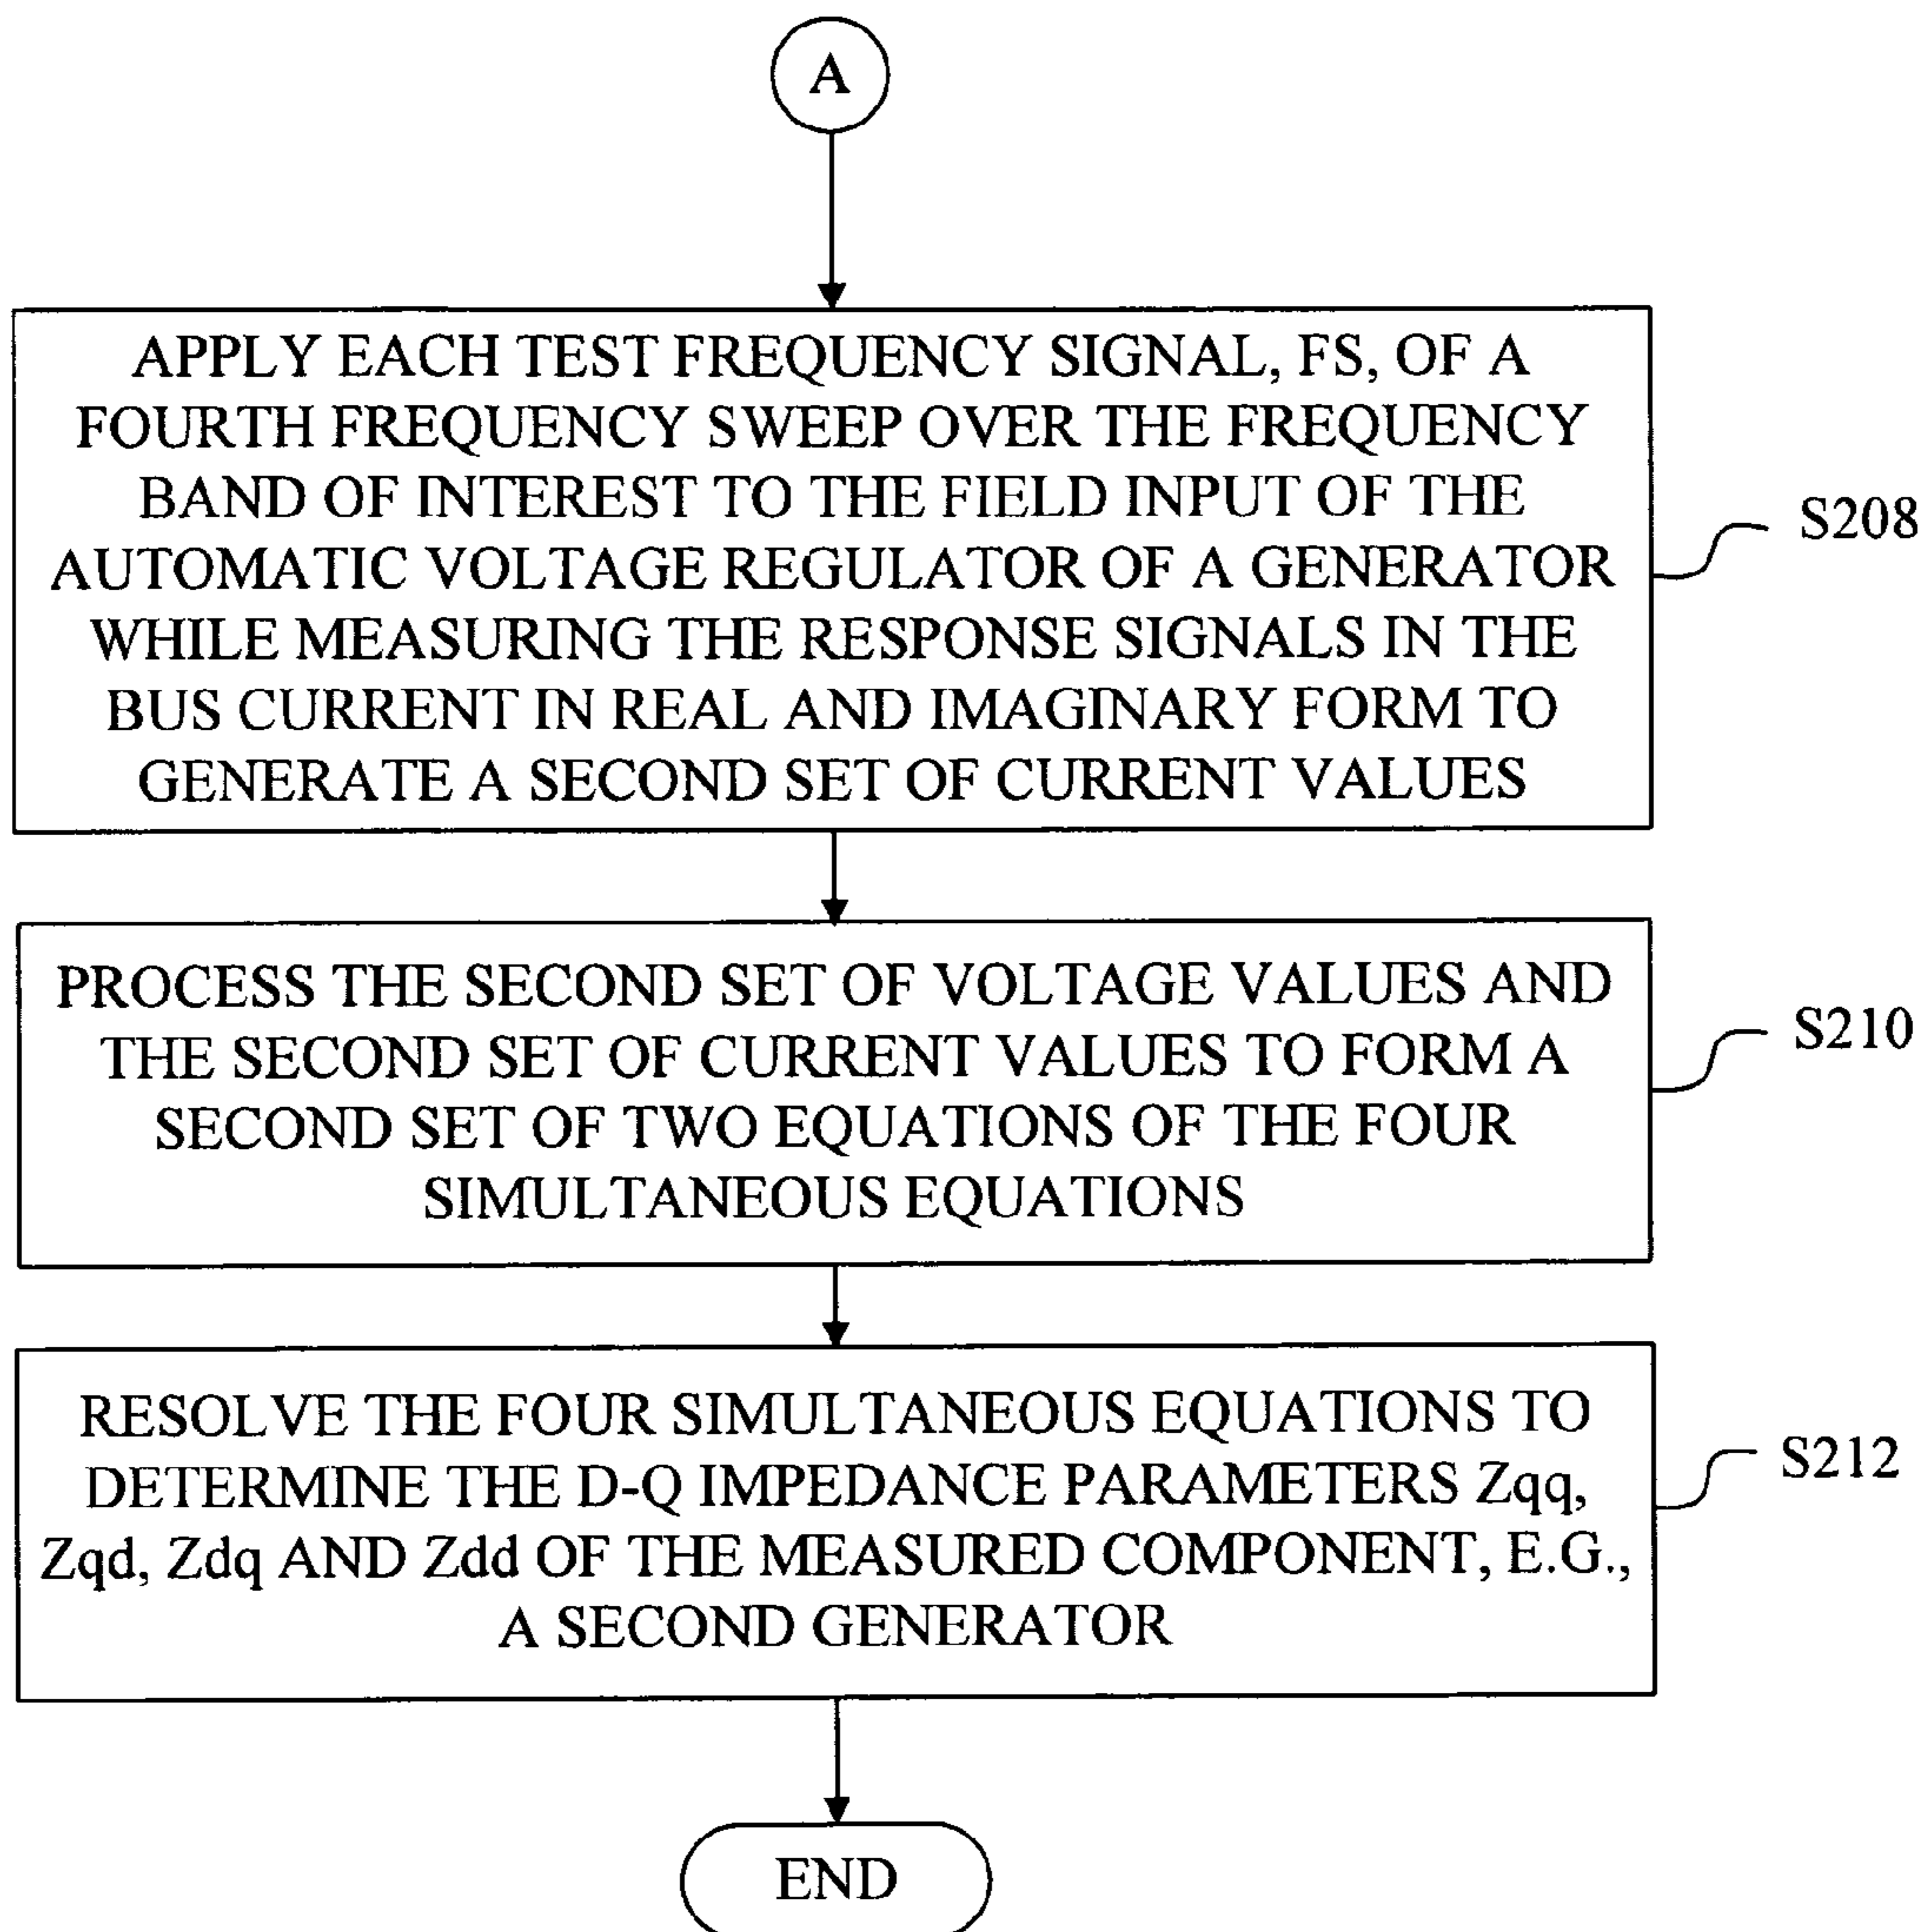 A
APPLY EACH TEST FREQUENCY SIGNAL, FS, OF A
FOURTH FREQUENCY SWEEP OVER THE FREQUENCY
BAND OF INTEREST TO THE FIELD INPUT OF THE
AUTOMATIC VOLTAGE REGULATOR OF A GENERATOR
WHILE MEASURING THE RESPONSE SIGNALS IN THE
BUS CURRENT IN REAL AND IMAGINARY FORM TO
GENERATE A SECOND SET OF CURRENT VALUES
S208
PROCESS THE SECOND SET OF VOLTAGE VALUES AND
THE SECOND SET OF CURRENT VALUES TO FORM A
SECOND SET OF TWO EQUATIONS OF THE FOUR
SIMULTANEOUS EQUATIONS
S210
RESOLVE THE FOUR SIMULTANEOUS EQUATIONS TO
DETERMINE THE D-Q IMPEDANCE PARAMETERS Zqq,
Zqd, Zdq AND Zdd OF THE MEASURED COMPONENT, E.G.,
A SECOND GENERATOR
S212
END